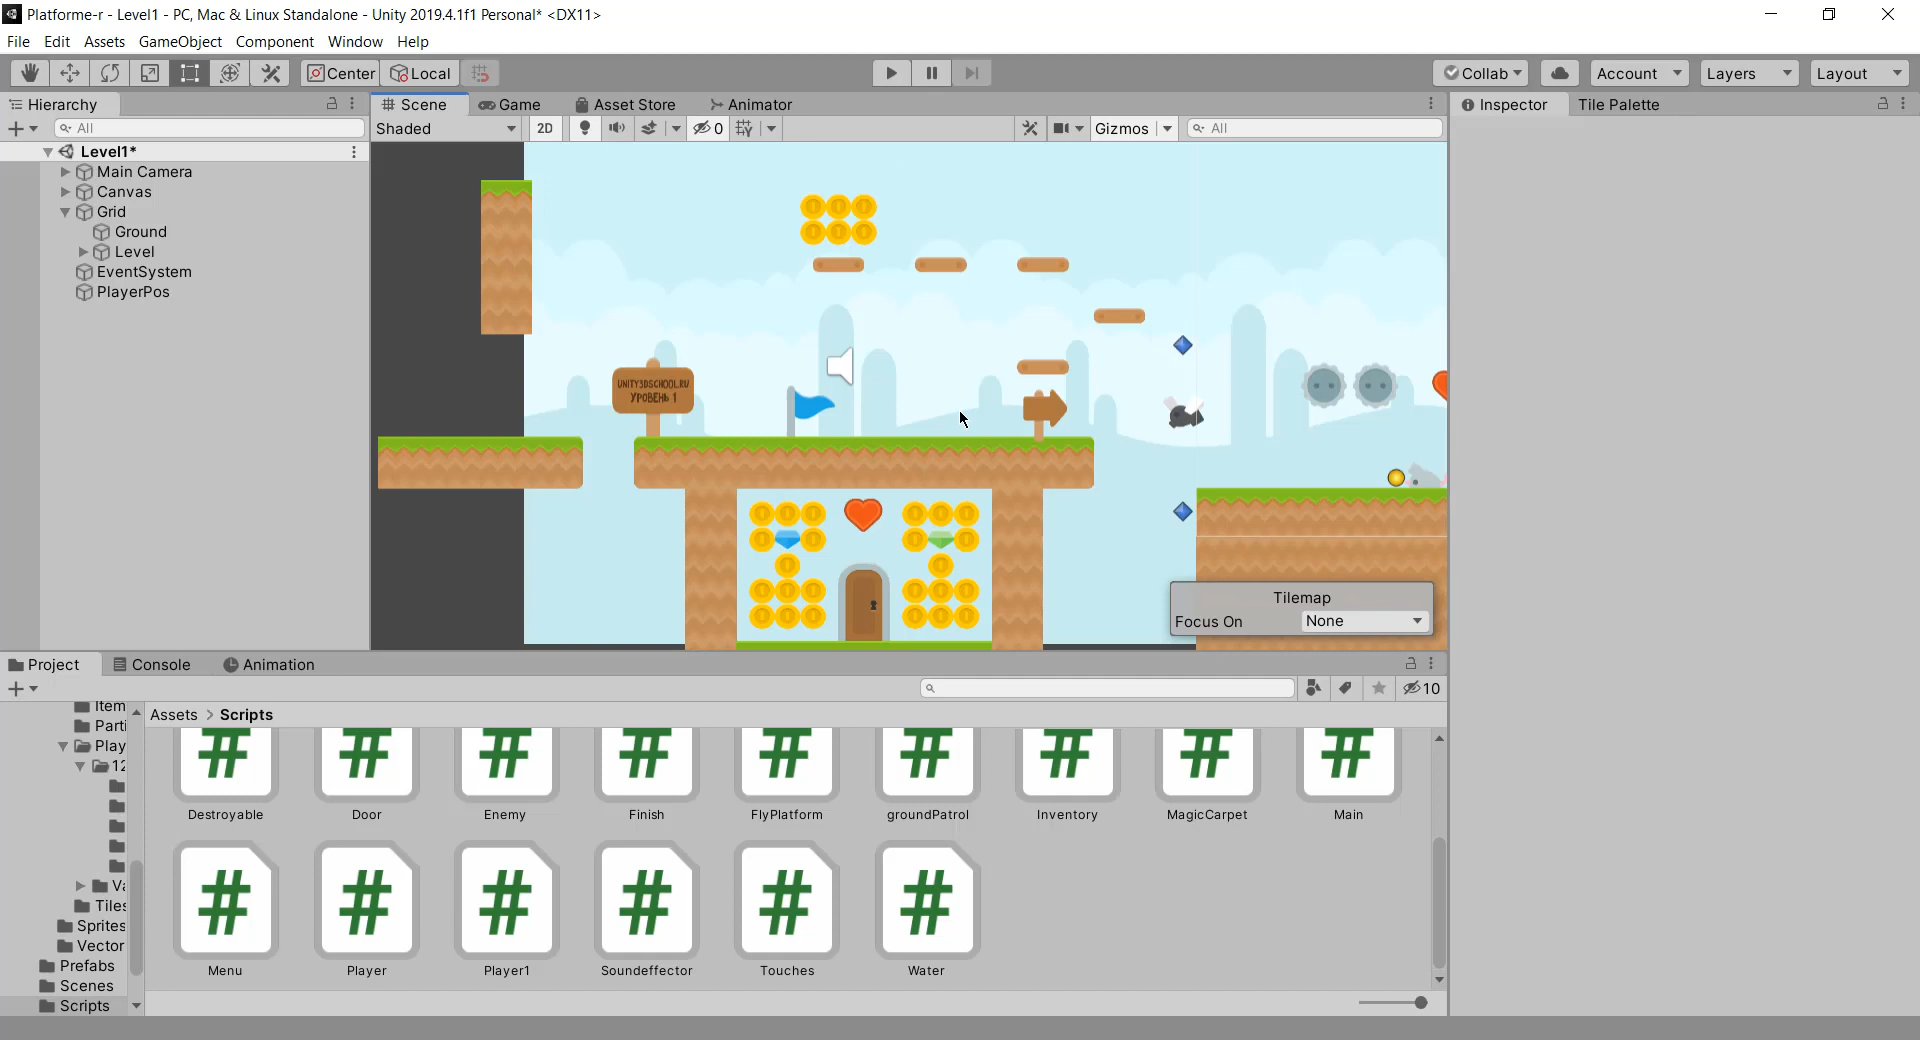 Platforme-r - Level1 - PC, Mac & Linux Standalone - Unity 2019.4.1f1 Personal* <DX11>
File Edit Assets GameObject Component Window Help
Center Local Collab Account Layers Layout
Hierarchy Scene Game Asset Store Animator Inspector Tile Palette
All Shaded 2D 0 Gizmos All
Level1*
Main Camera
Canvas
Grid
Ground
Level
EventSystem
PlayerPos
UNITY3DSCHOOL.RU
УРОВЕНЬ 1
Tilemap
Focus On None
Project Console Animation
10
Item
Parti
Play
12
Va
Tiles
Sprites
Vector
Prefabs
Scenes
Scripts
Assets > Scripts
Destroyable Door Enemy Finish FlyPlatform groundPatrol Inventory MagicCarpet Main
Menu Player Player1 Soundeffector Touches Water